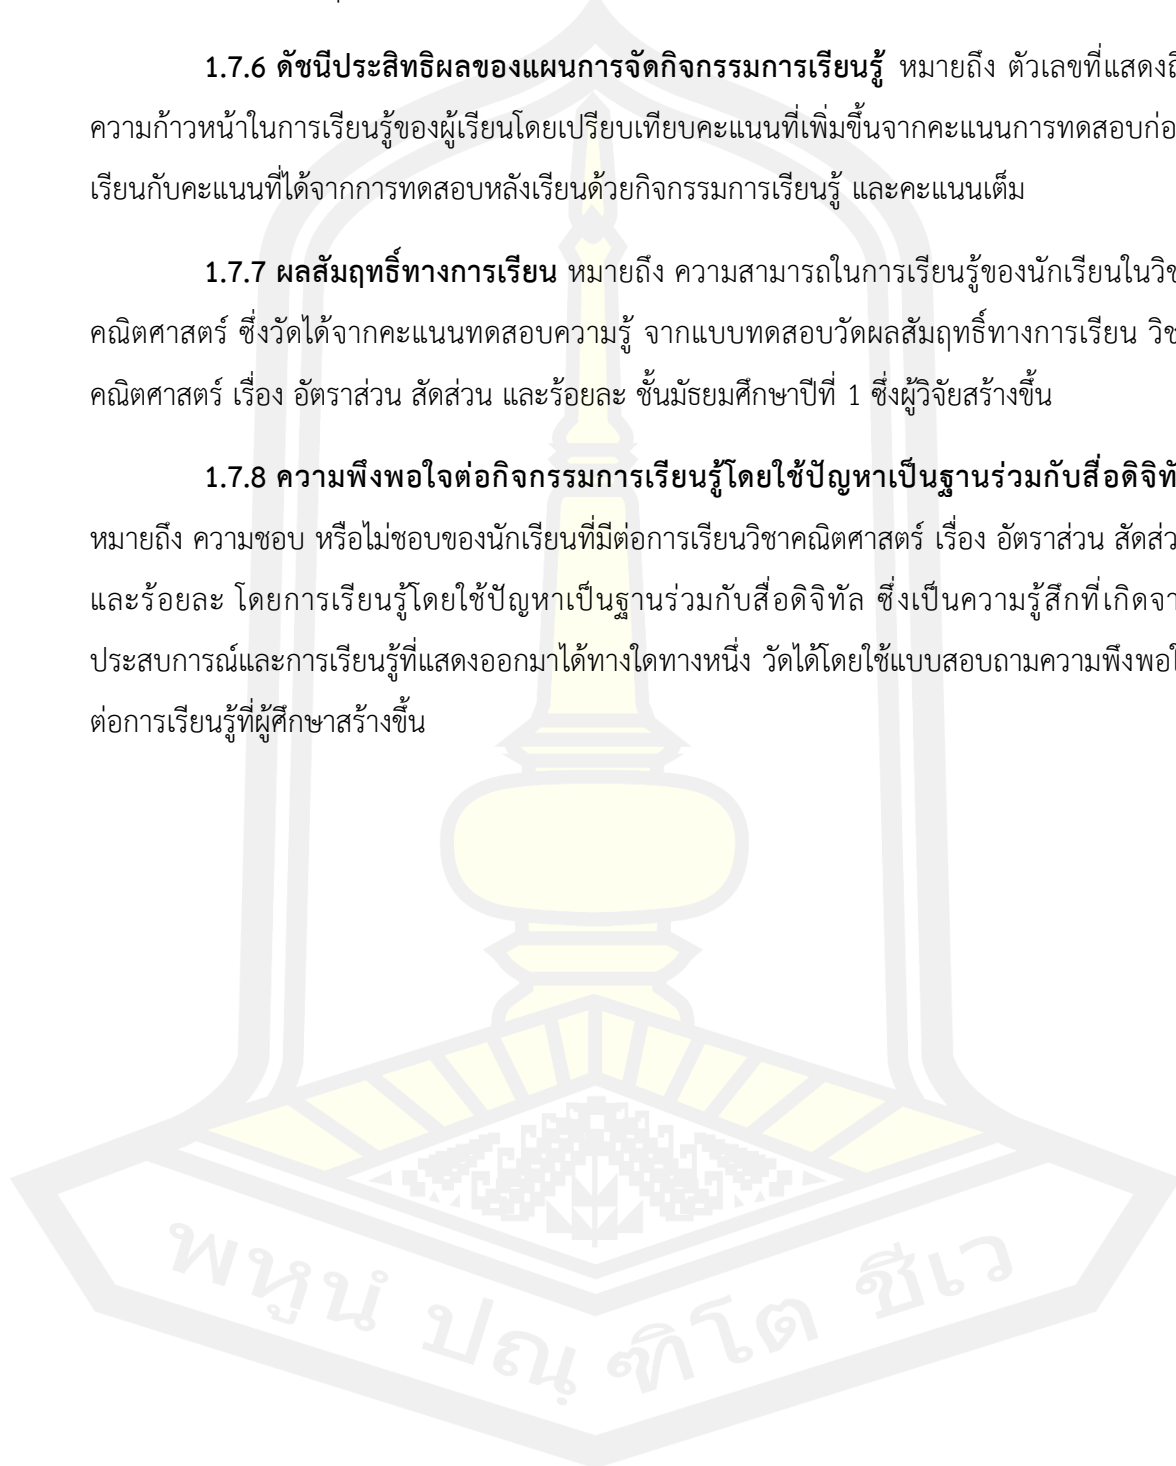 1.7.6 ดัชนีประสิทธิผลของแผนการจัดกิจกรรมการเรียนรู้ หมายถึง ตัวเลขที่แสดง
ความก้าวหน้าในการเรียนรู้ของผู้เรียนโดยเปรียบเทียบคะแนนที่เพิ่มขึ้นจากคะแนนการทดสอบก่อ
เรียนกับคะแนนที่ได้จากการทดสอบหลังเรียนด้วยกิจกรรมการเรียนรู้ และคะแนนเต็ม
1.7.7 ผลสัมฤทธิ์ทางการเรียน หมายถึง ความสามารถในการเรียนรู้ของนักเรียนในวิช
คณิตศาสตร์ ซึ่งวัดได้จากคะแนนทดสอบความรู้ จากแบบทดสอบวัดผลสัมฤทธิ์ทางการเรียน วิช
คณิตศาสตร์ เรื่อง อัตราส่วน สัดส่วน และร้อยละ ชั้นมัธยมศึกษาปีที่ 1 ซึ่งผู้วิจัยสร้างขึ้น
1.7.8 ความพึงพอใจต่อกิจกรรมการเรียนรู้โดยใช้ปัญหาเป็นฐานร่วมกับสื่อดิจิทั
หมายถึง ความชอบ หรือไม่ชอบของนักเรียนที่มีต่อการเรียนวิชาคณิตศาสตร์ เรื่อง อัตราส่วน สัดส่ว
และร้อยละ โดยการเรียนรู้โดยใช้ปัญหาเป็นฐานร่วมกับสื่อดิจิทัล ซึ่งเป็นความรู้สึกที่เกิดจา
ประสบการณ์และการเรียนรู้ที่แสดงออกมาได้ทางใดทางหนึ่ง วัดได้โดยใช้แบบสอบถามความพึงพอ
ต่อการเรียนรู้ที่ผู้ศึกษาสร้างขึ้น
พหูนํ ปณฺฑิโต ชีเว